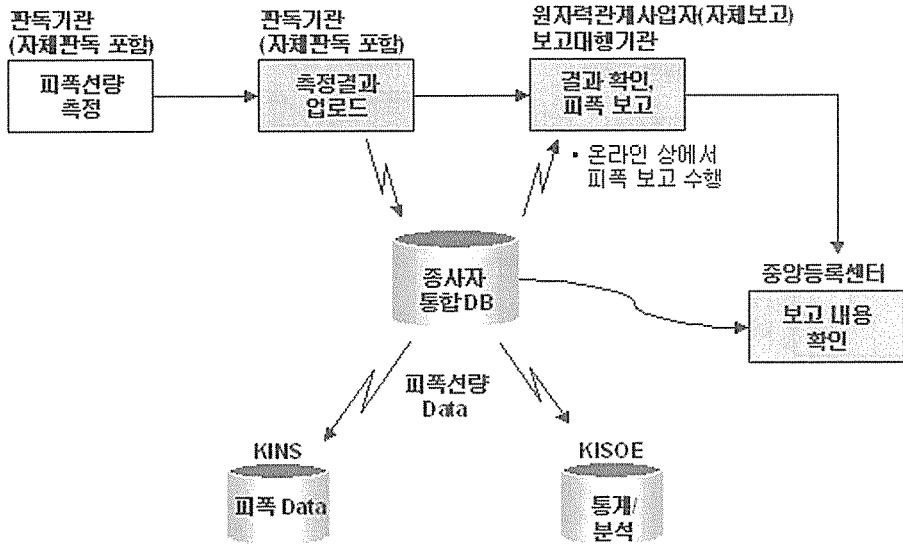 판독기관
(자체판독 포함)
피폭선량
측정
판독기관
(자체판독 포함)
측정결과
업로드
원자력관계사업자(자체보고)
보고대행기관
결과 확인,
피폭 보고
• 온라인 상에서
피폭 보고 수행
종사자
통합DB
중앙등록센터
보고 내용
확인
피폭선량
Data
KINS
피폭 Data
KISOE
통계/
분석